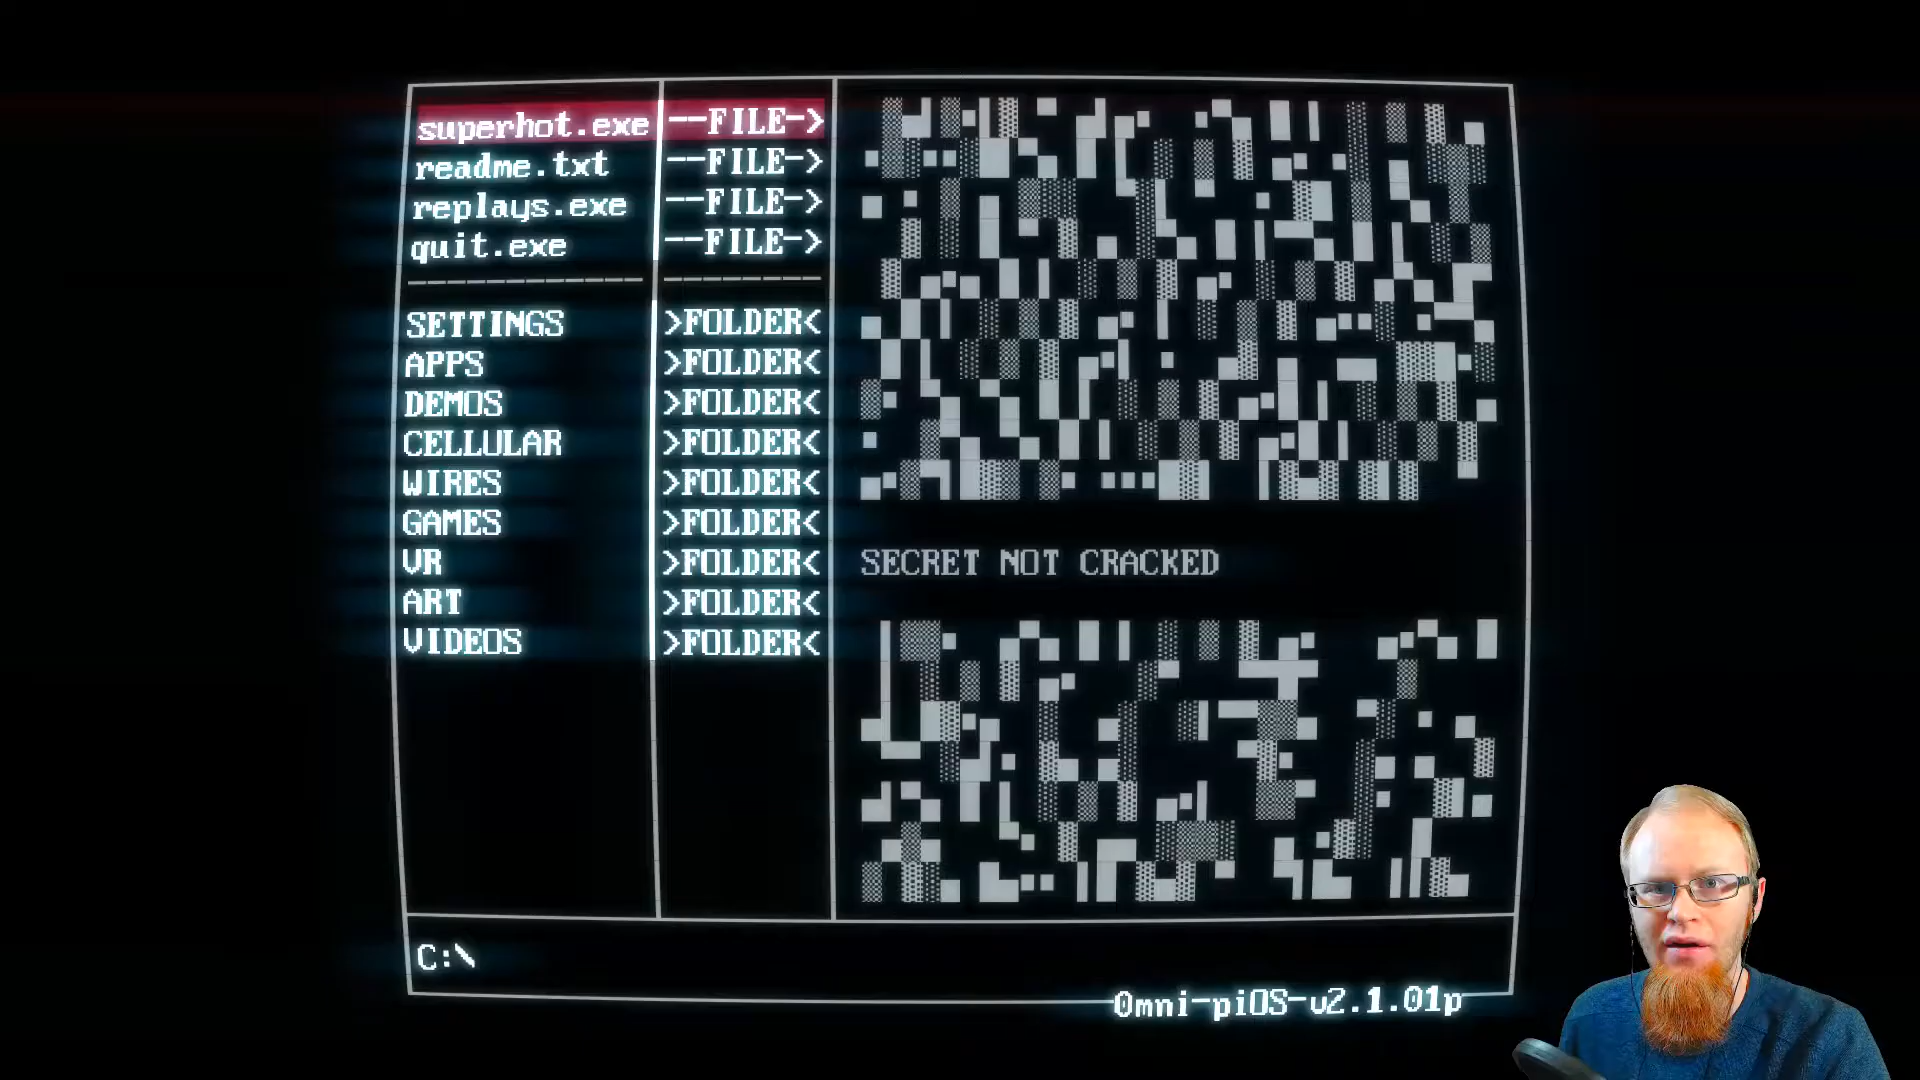 superhot.exe --FILE->
readme.txt --FILE->
replays.exe --FILE->
quit.exe --FILE->
SETTINGS >FOLDER<
APPS >FOLDER<
DEMOS >FOLDER<
CELLULAR >FOLDER<
WIRES >FOLDER<
GAMES >FOLDER<
VR >FOLDER<
ART >FOLDER<
VIDEOS >FOLDER<
SECRET NOT CRACKED
C:\
0mni-piOS-v2.1.01p